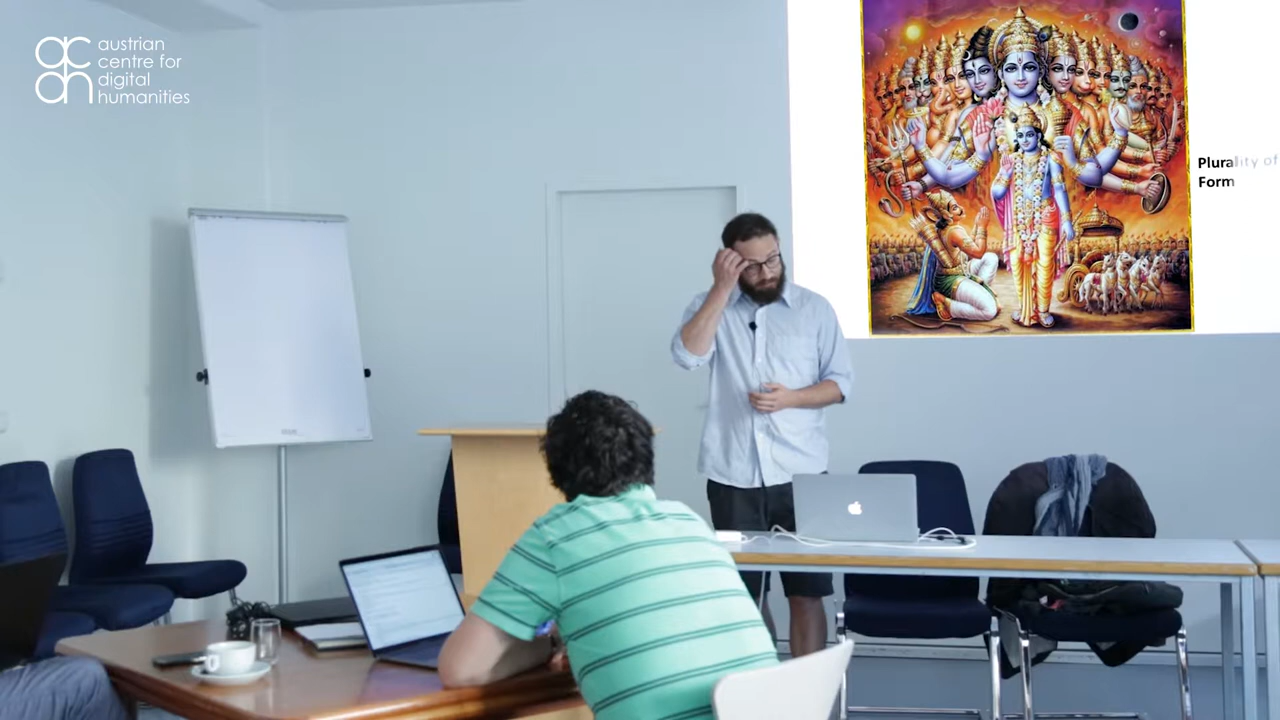 austrian
centre for
digital
humanities
Plurality of
Form